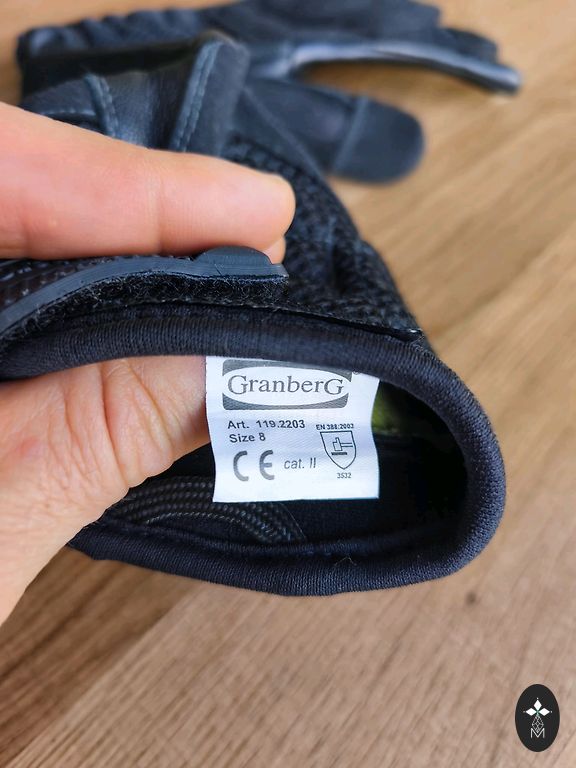 GranberG
Art. 119.2203
EN 388:2003
Size 8
CE cat. II
3532
M